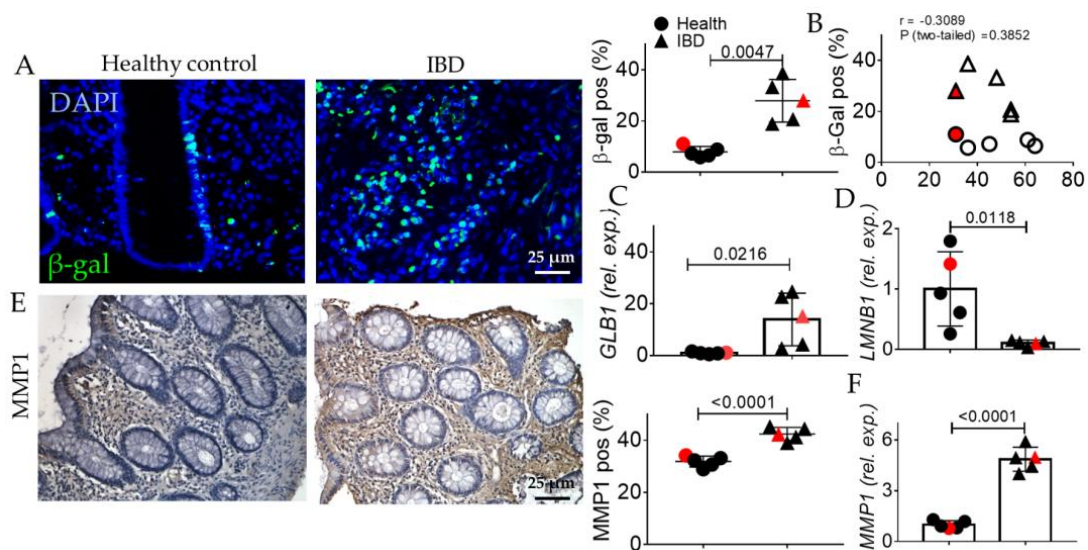 A
Healthy control
IBD
DAPI
β-gal
25 μm
Health
IBD
β-gal pos (%)
0.0047
40
20
0
B
r = -0.3089
P (two-tailed) =0.3852
β-Gal pos (%)
40
20
0
0 20 40 60 80
C
GLB1 (rel. exp.)
0.0216
40
20
0
D
LMNB1 (rel. exp.)
0.0118
2
1
0
E
MMP1
25 μm
MMP1 pos (%)
<0.0001
40
20
0
F
MMP1 (rel. exp.)
<0.0001
6
3
0